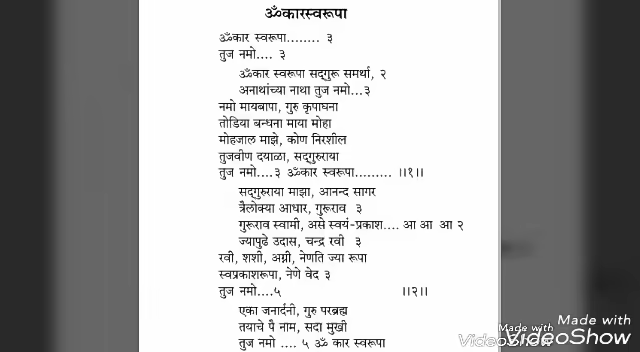 ॐकारस्वरूपा
ॐकार स्वरूपा........ ३
तुज नमो.... ३
ॐकार स्वरूपा सद्गुरू समर्था, २
अनाथांच्या नाथा तुज नमो...३
नमो मायबापा, गुरु कृपाघना
तोडिया बन्धना माया मोहा
मोहजाल माझे, कोण निरशील
तुजवीण दयाळा, सद्गुरुराया
तुज नमो....३ ॐकार स्वरूपा......... ।।१।।
सद्गुरुराया माझा, आनन्द सागर
त्रैलोक्या आधार, गुरूराव ३
गुरूराव स्वामी, असे स्वयं-प्रकाश.... आ आ आ २
ज्यापुढे उदास, चन्द्र रवी ३
रवी, शशी, अग्नी, नेणति ज्या रूपा
स्वप्रकाशरूपा, नेणे वेद ३
तुज नमो....५ ।।२।।
एका जनार्दनी, गुरु परब्रह्म
तयाचे पै नाम, सदा मुखी
तुज नमो .... ५ ॐ कार स्वरूपा
Made with
VideoShow
Made with
VideoShow